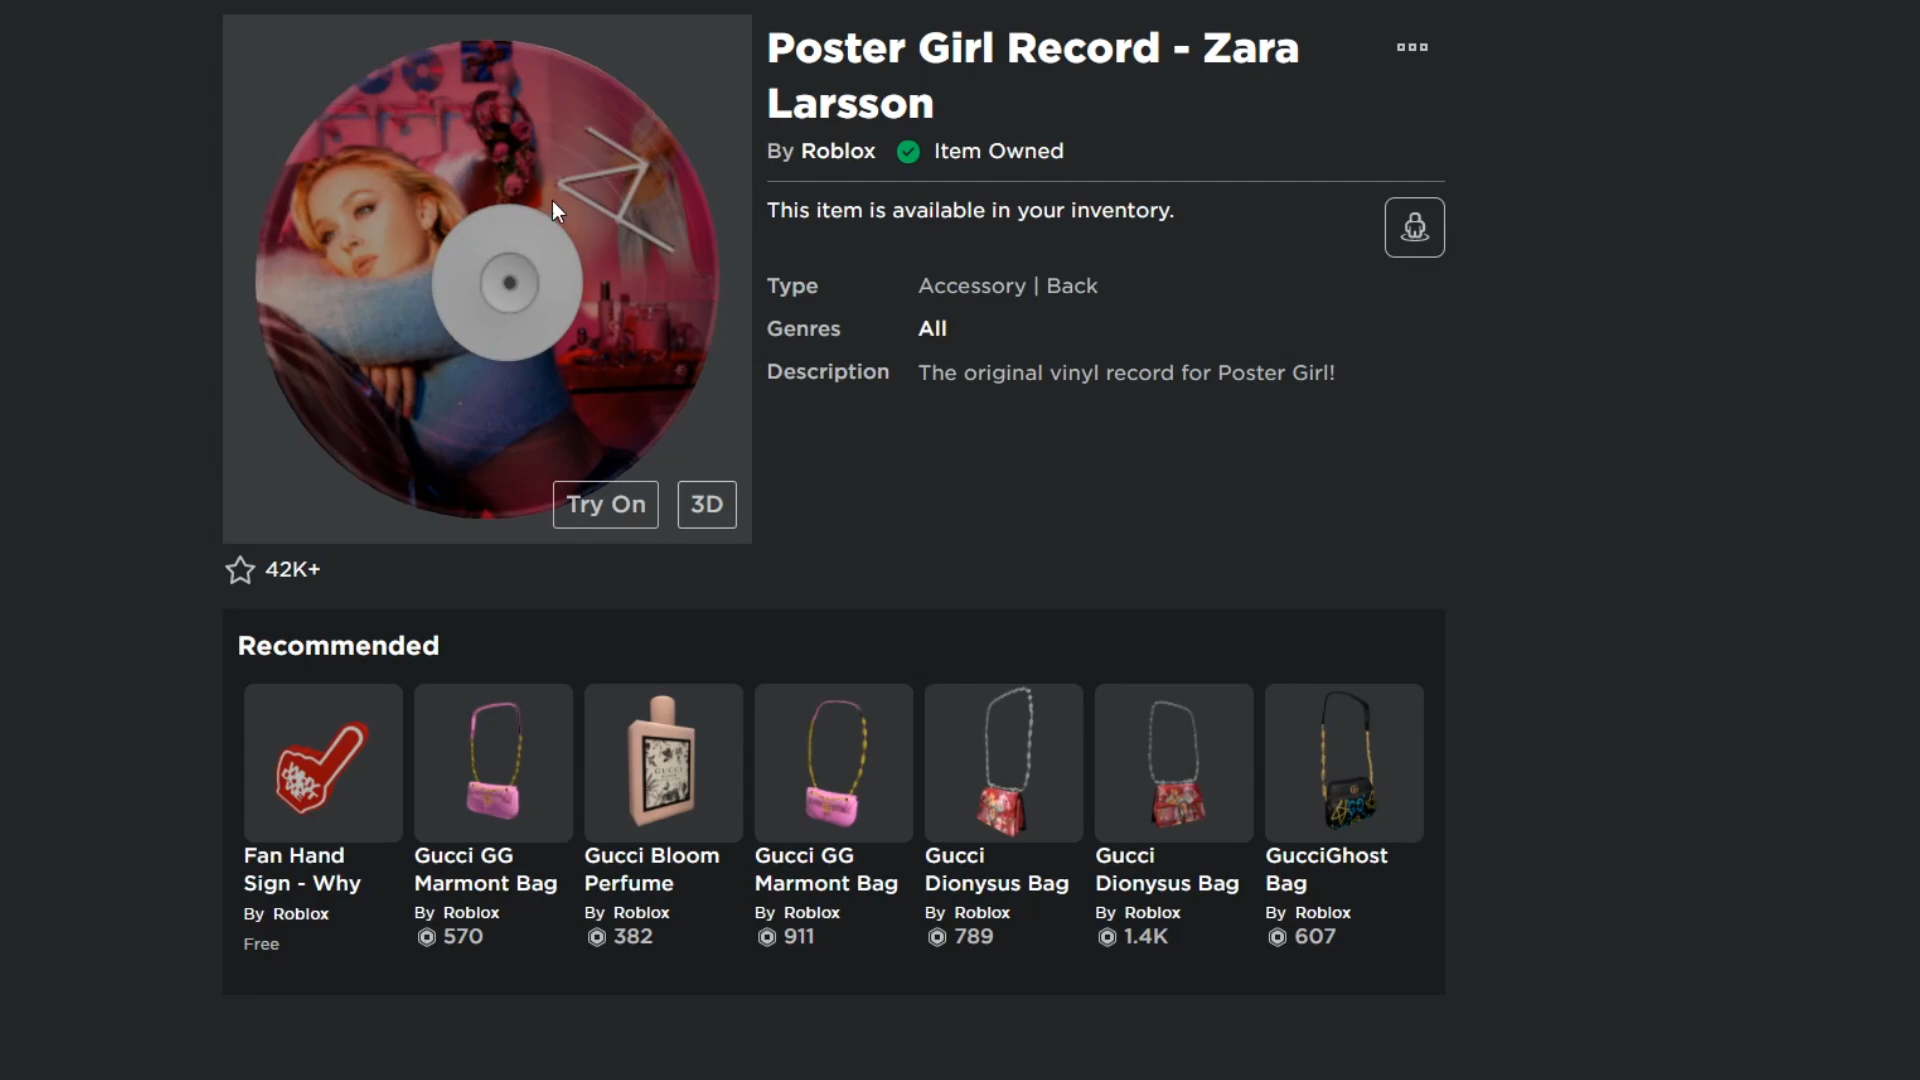 Poster Girl Record - Zara
Larsson
By Roblox Item Owned
This item is available in your inventory.
Type Accessory | Back
Genres All
Description The original vinyl record for Poster Girl!
Try On 3D
42K+
Recommended
Fan Hand
Sign - Why
By Roblox
Free
Gucci GG
Marmont Bag
By Roblox
570
Gucci Bloom
Perfume
By Roblox
382
Gucci GG
Marmont Bag
By Roblox
911
Gucci
Dionysus Bag
By Roblox
789
Gucci
Dionysus Bag
By Roblox
1.4K
GucciGhost
Bag
By Roblox
607